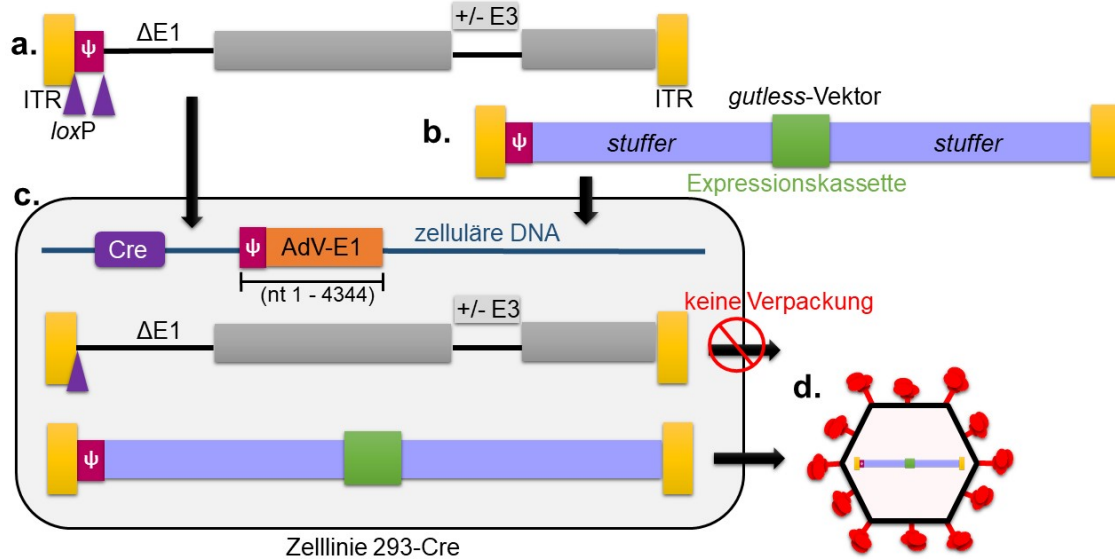 a.
ITR
ψ
loxP
ΔE1
+/- E3
ITR
b.
gutless-Vektor
ψ
stuffer
stuffer
Expressionskassette
c.
Cre
ψ
AdV-E1
zelluläre DNA
(nt 1 - 4344)
ΔE1
+/- E3
keine Verpackung
ψ
d.
Zelllinie 293-Cre